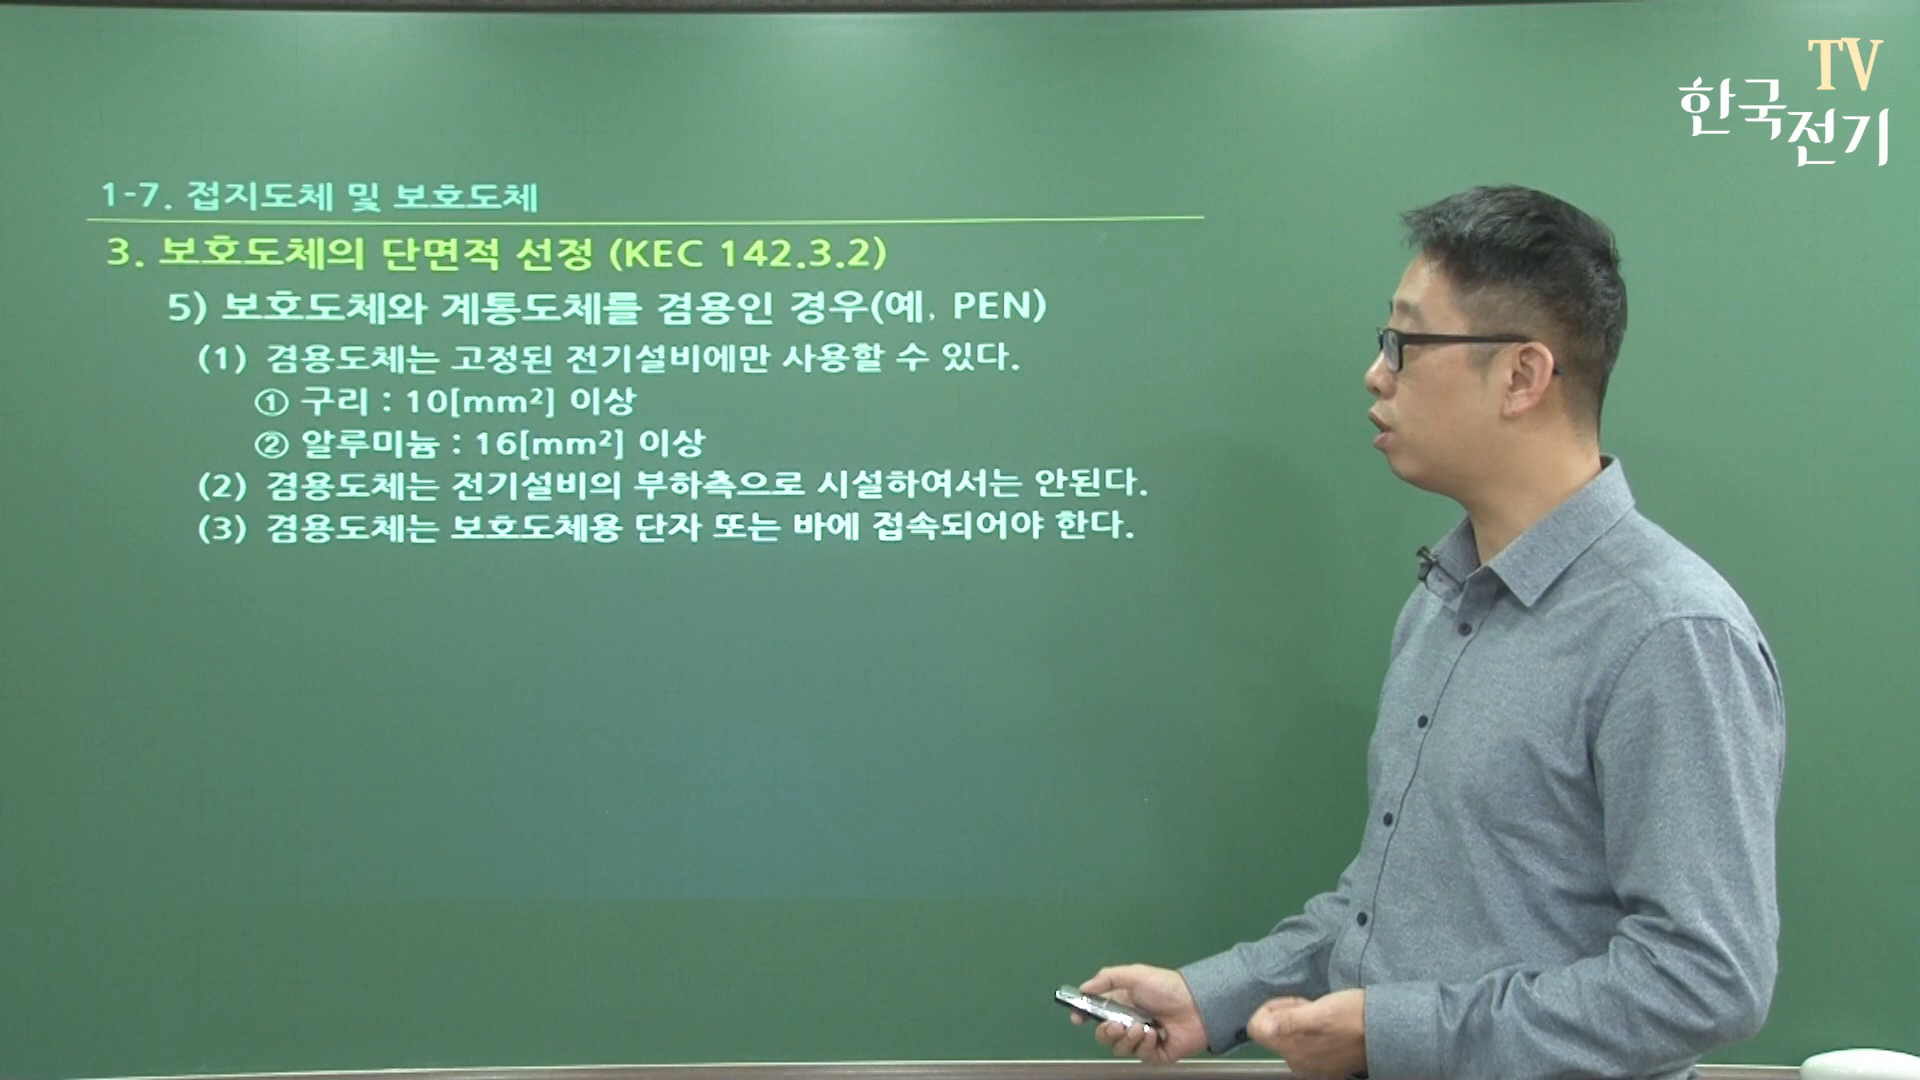 TV
한국전기
1-7. 접지도체 및 보호도체
3. 보호도체의 단면적 선정 (KEC 142.3.2)
5) 보호도체와 계통도체를 겸용인 경우(예, PEN)
(1) 겸용도체는 고정된 전기설비에만 사용할 수 있다.
① 구리 : 10[mm²] 이상
② 알루미늄 : 16[mm²] 이상
(2) 겸용도체는 전기설비의 부하측으로 시설하여서는 안된다.
(3) 겸용도체는 보호도체용 단자 또는 바에 접속되어야 한다.